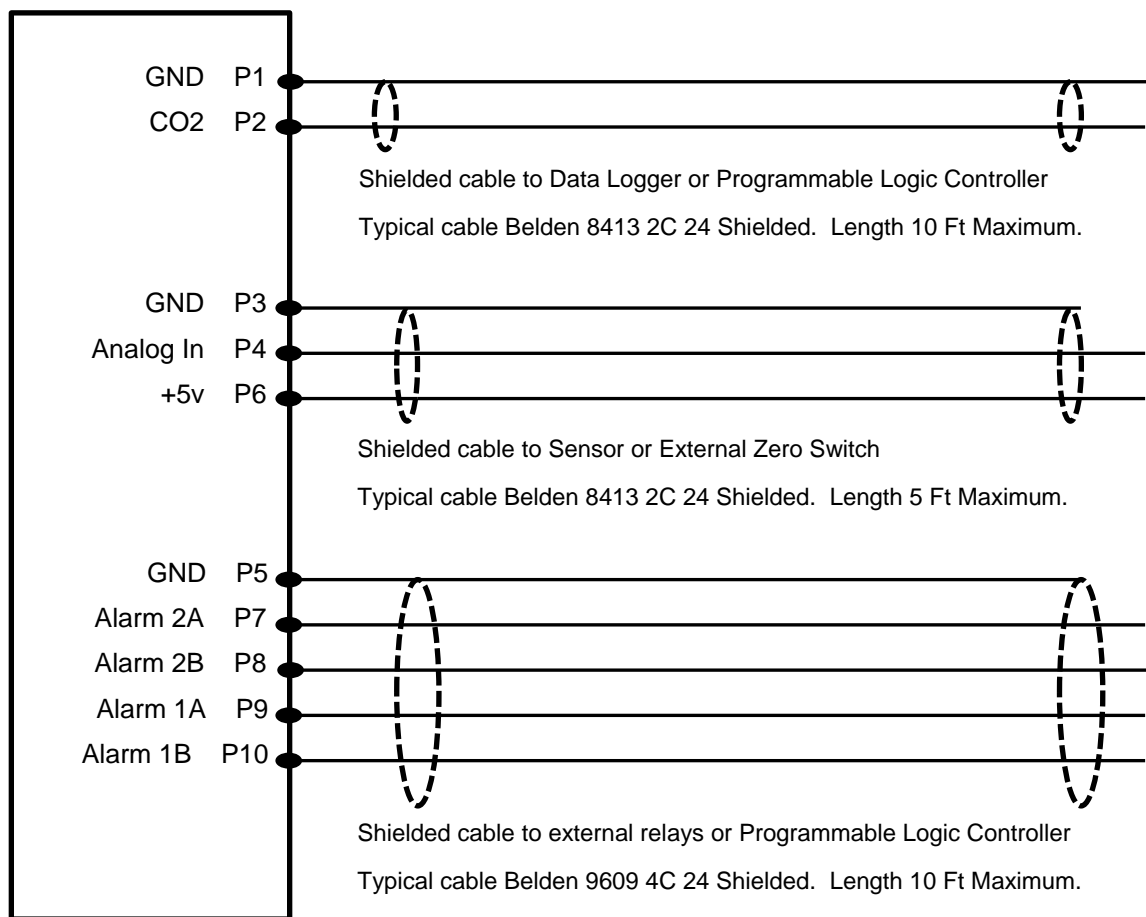 GND P1
CO2 P2
Shielded cable to Data Logger or Programmable Logic Controller
Typical cable Belden 8413 2C 24 Shielded. Length 10 Ft Maximum.
GND P3
Analog In P4
+5v P6
Shielded cable to Sensor or External Zero Switch
Typical cable Belden 8413 2C 24 Shielded. Length 5 Ft Maximum.
GND P5
Alarm 2A P7
Alarm 2B P8
Alarm 1A P9
Alarm 1B P10
Shielded cable to external relays or Programmable Logic Controller
Typical cable Belden 9609 4C 24 Shielded. Length 10 Ft Maximum.